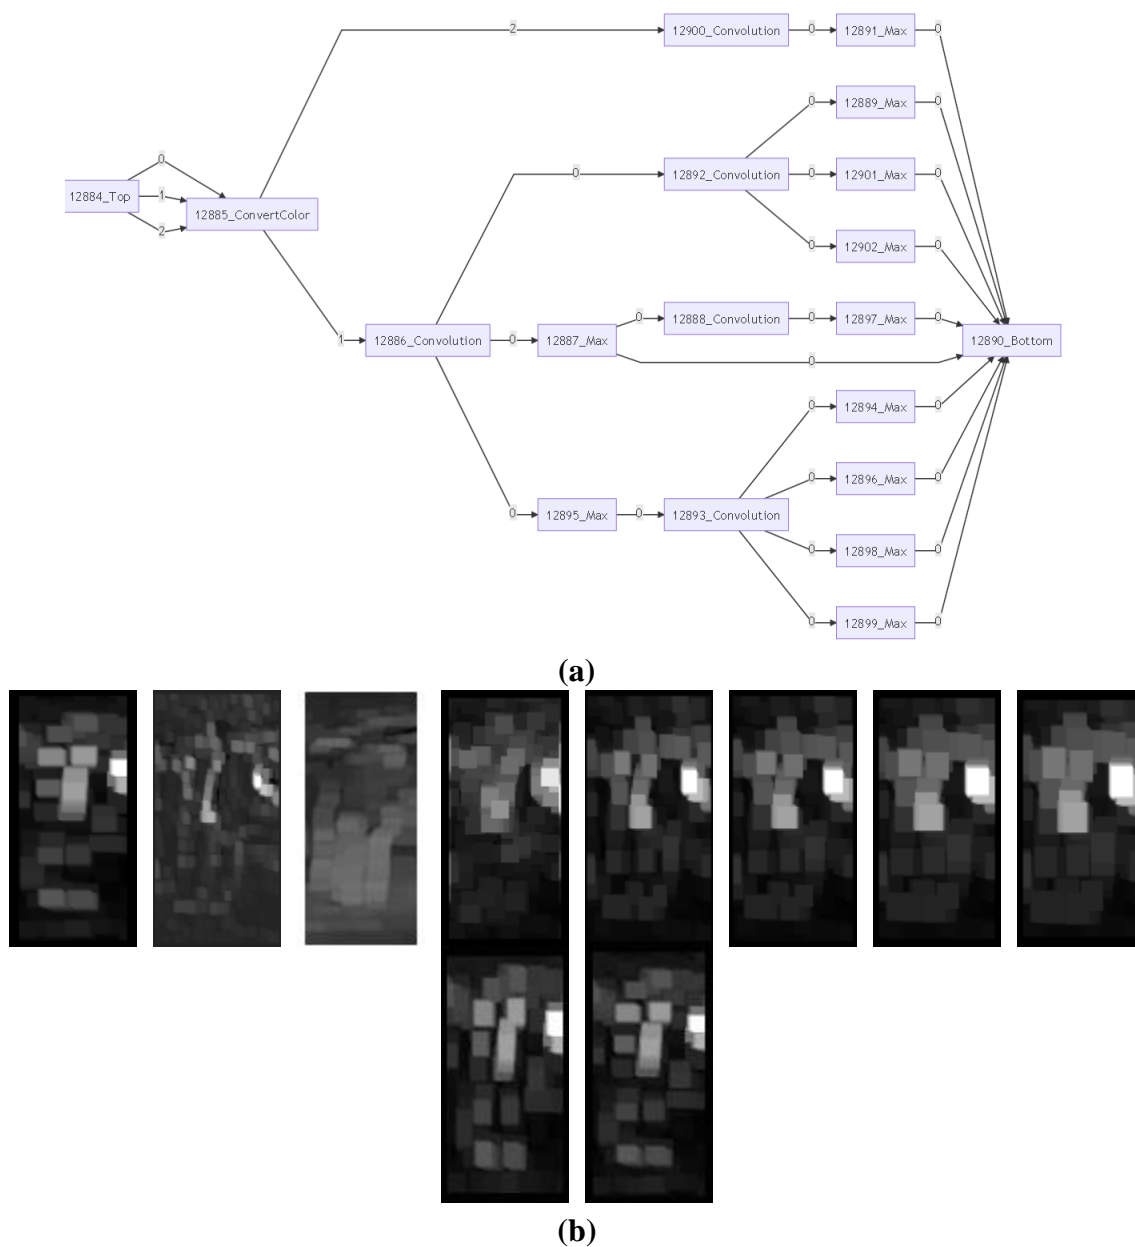 2 12900_Convolution 0 12891_Max 0
0 12889_Max 0
0
12884_Top 1 12885_ConvertColor 0 12892_Convolution 0 12901_Max 0
2
0 12902_Max 0
0 12888_Convolution 0 12897_Max 0
1 12886_Convolution 0 12887_Max 12890_Bottom
0
0 12894_Max 0
0 12896_Max 0
0 12895_Max 0 12893_Convolution
0 12898_Max 0
0 12899_Max 0
(a)
(b)